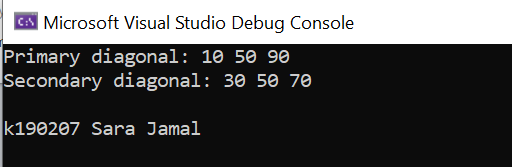 Microsoft Visual Studio Debug Console
Primary diagonal: 10 50 90
Secondary diagonal: 30 50 70
k190207 Sara Jamal